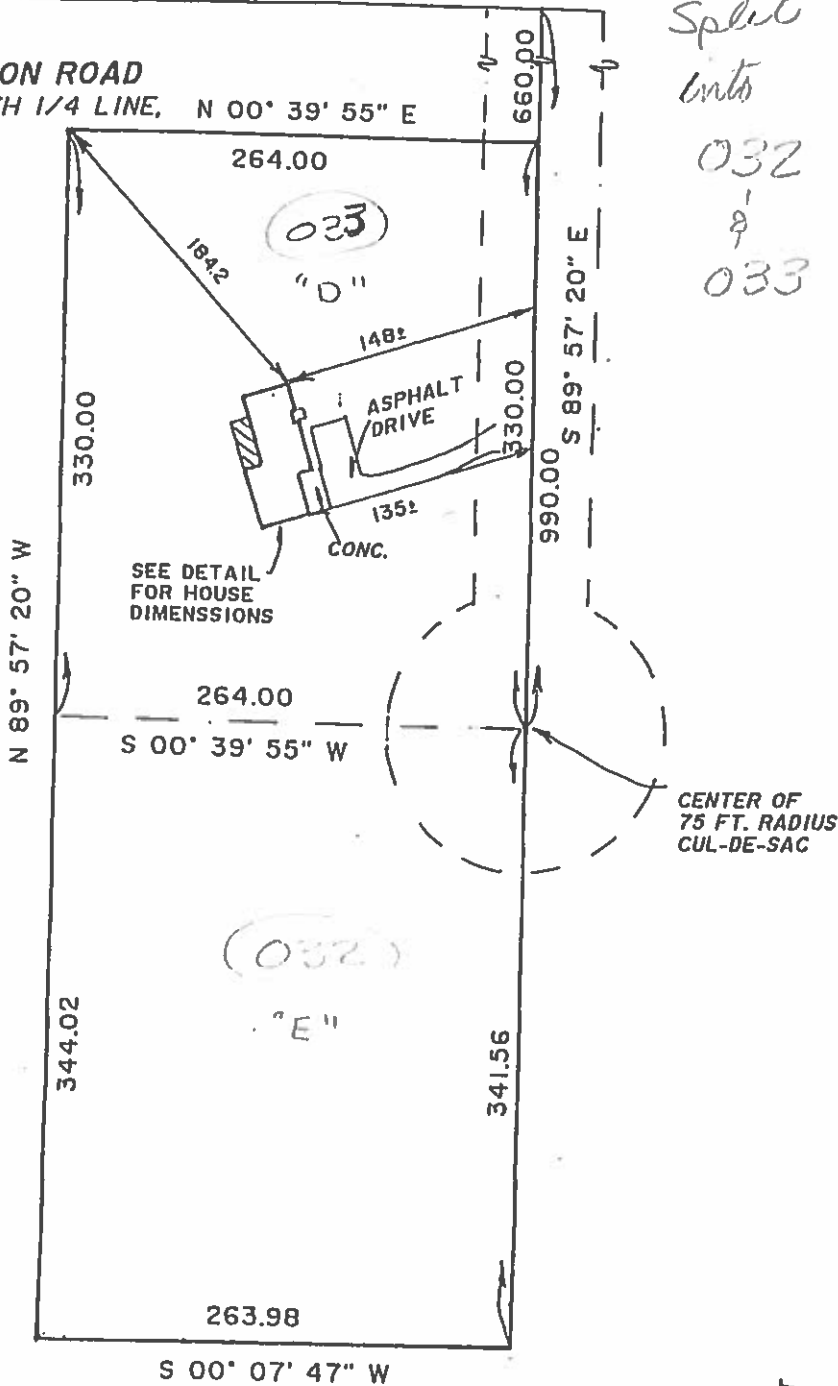 Split
into
032
&
033
ON ROAD
TH 1/4 LINE, N 00° 39' 55" E
660.00
264.00
033
"D"
184.2
148±
S 89° 57' 20" E
330.00
ASPHALT
DRIVE
330.00
990.00
135±
CONC.
SEE DETAIL
FOR HOUSE
DIMENSSIONS
N 89° 57' 20" W
264.00
S 00° 39' 55" W
CENTER OF
75 FT. RADIUS
CUL-DE-SAC
(032)
"E"
344.02
341.56
263.98
S 00° 07' 47" W